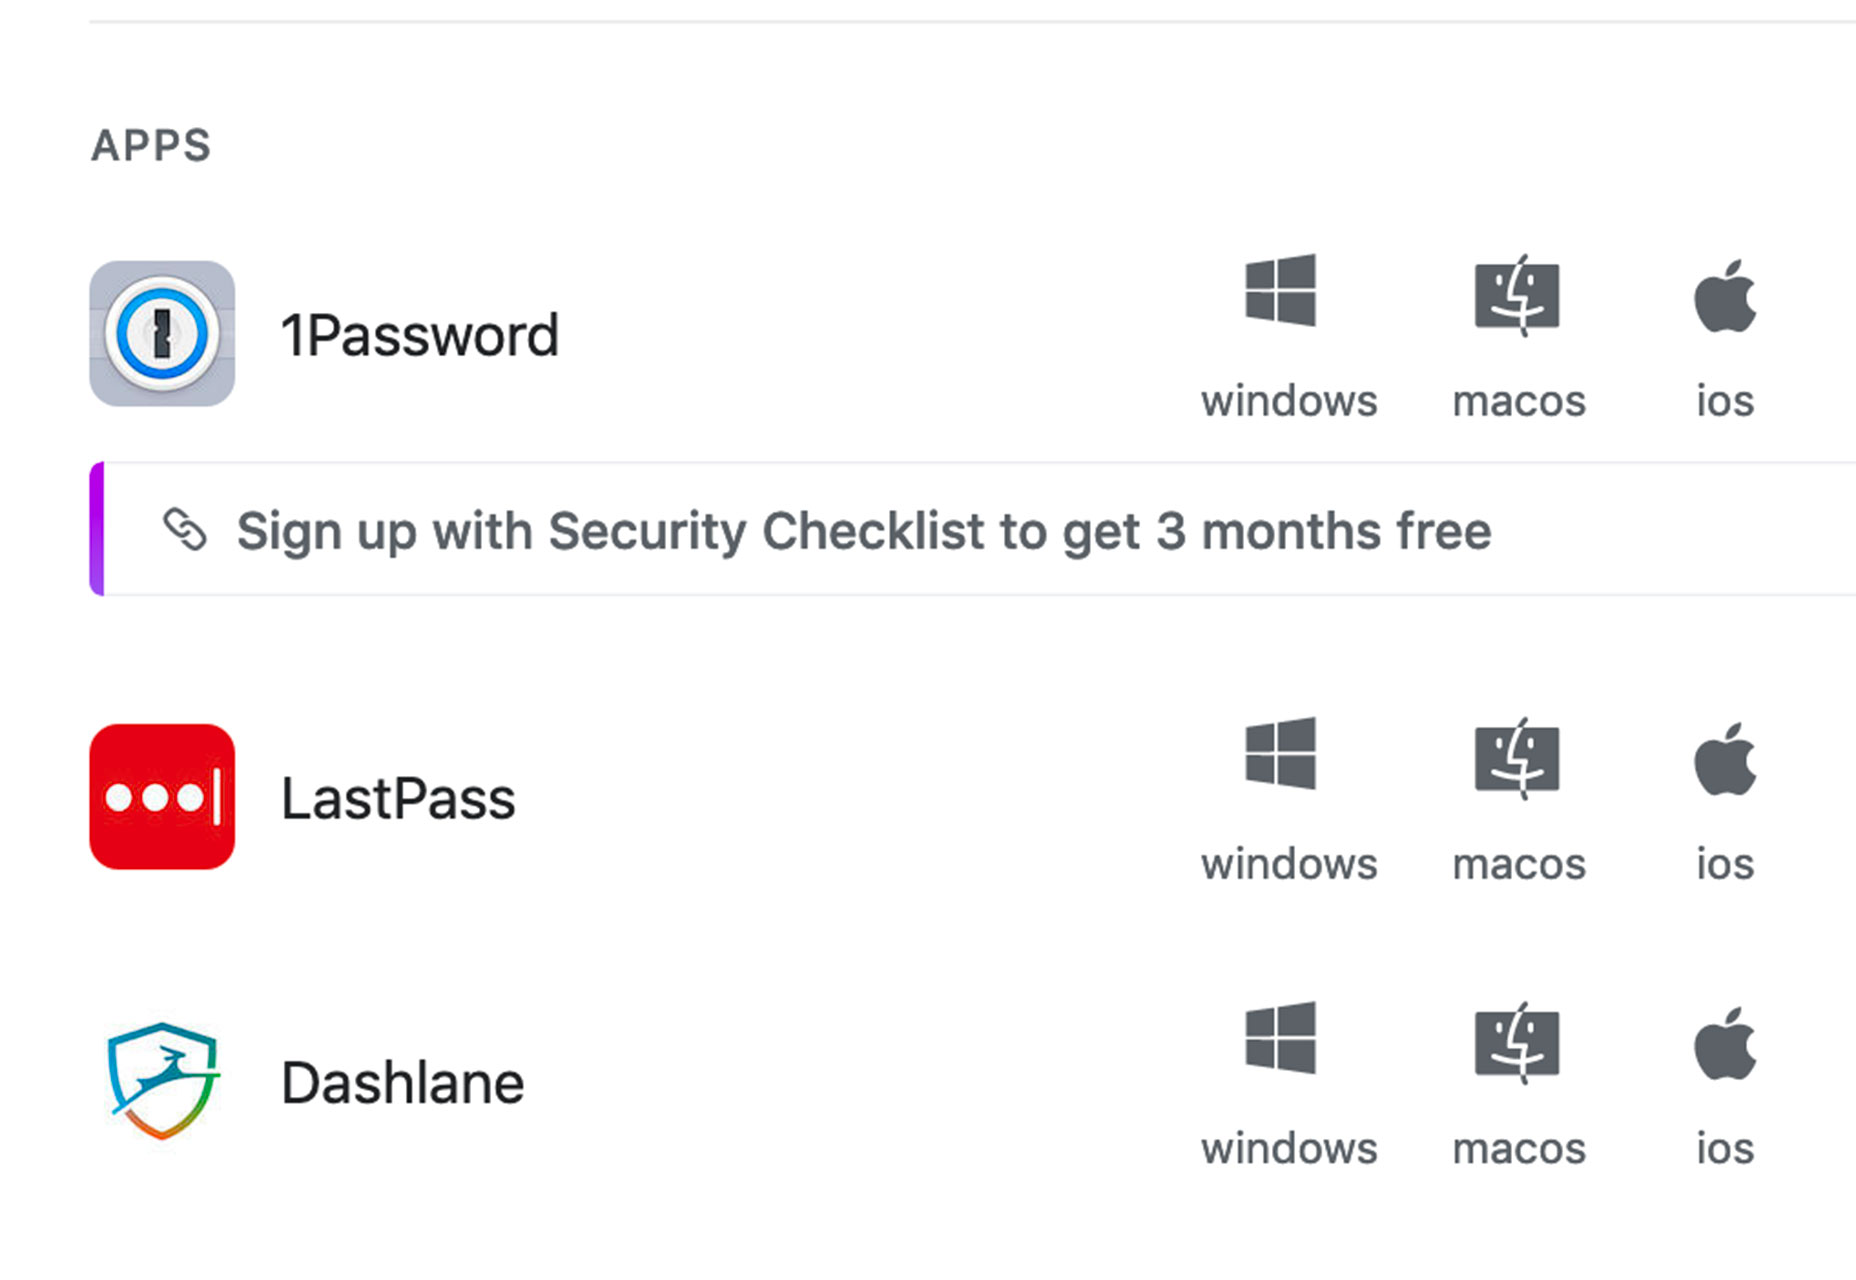 APPS
1Password
windows macos ios
Sign up with Security Checklist to get 3 months free
LastPass
windows macos ios
Dashlane
windows macos ios